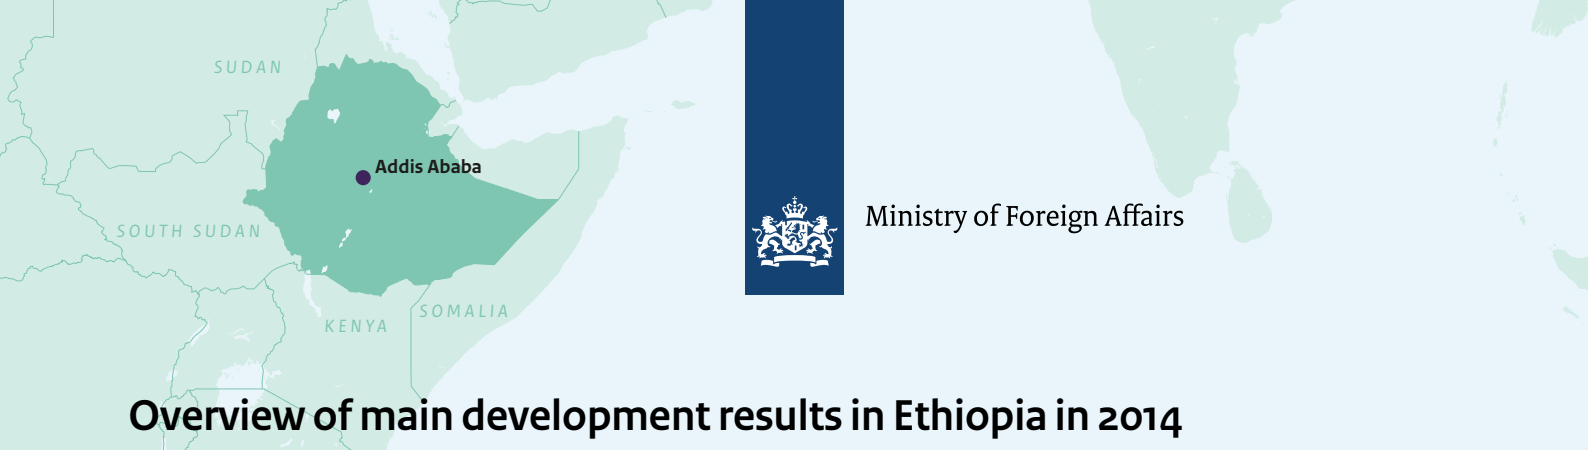 SUDAN
Addis Ababa
SOUTH SUDAN
Ministry of Foreign Affairs
SOMALIA
KENYA
Overview of main development results in Ethiopia in 2014